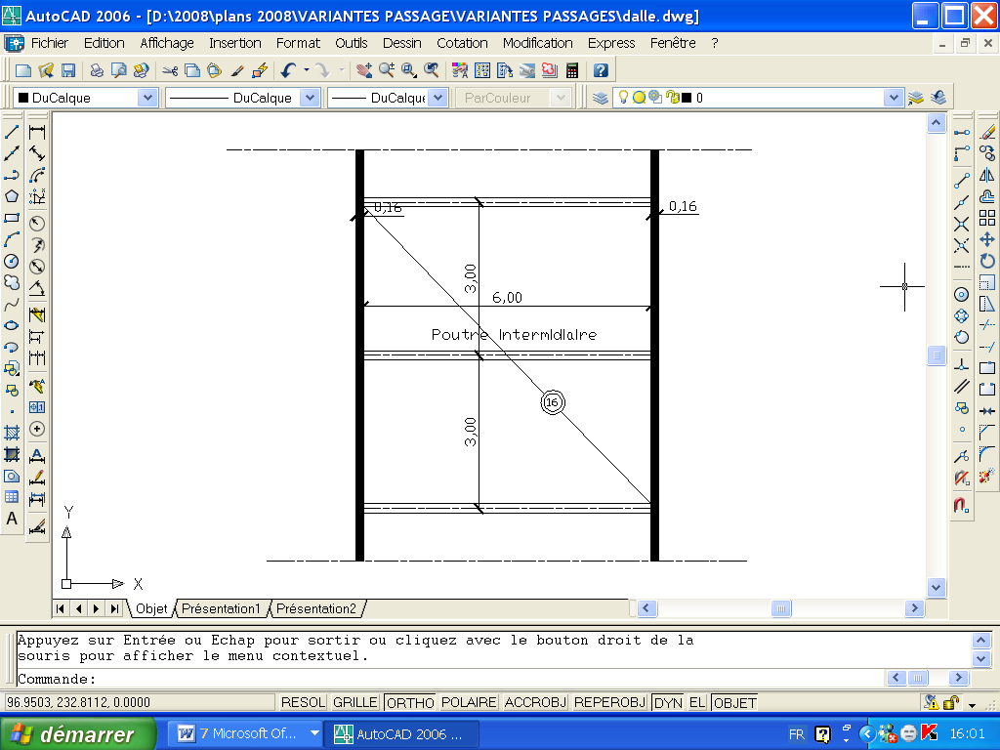 AutoCAD 2006 - [D:\2008\plans 2008\VARIANTES PASSAGE\VARIANTES PASSAGES\dalle.dwg]
Fichier Edition Affichage Insertion Format Outils Dessin Cotation Modification Express Fenêtre ?
DuCalque DuCalque DuCalque ParCouleur 0
0,16 0,16
3,00
6,00
Poutre intermidiaire
16
3,00
Y
X
A
Objet Présentation1 Présentation2
Appuyez sur Entrée ou Echap pour sortir ou cliquez avec le bouton droit de la
souris pour afficher le menu contextuel.
Commande:
96.9503, 232.8112, 0.0000 RESOL GRILLE ORTHO POLAIRE ACCROBJ REPEROBJ DYN EL OBJET
démarrer 7 Microsoft Of... AutoCAD 2006 ... FR 16:01